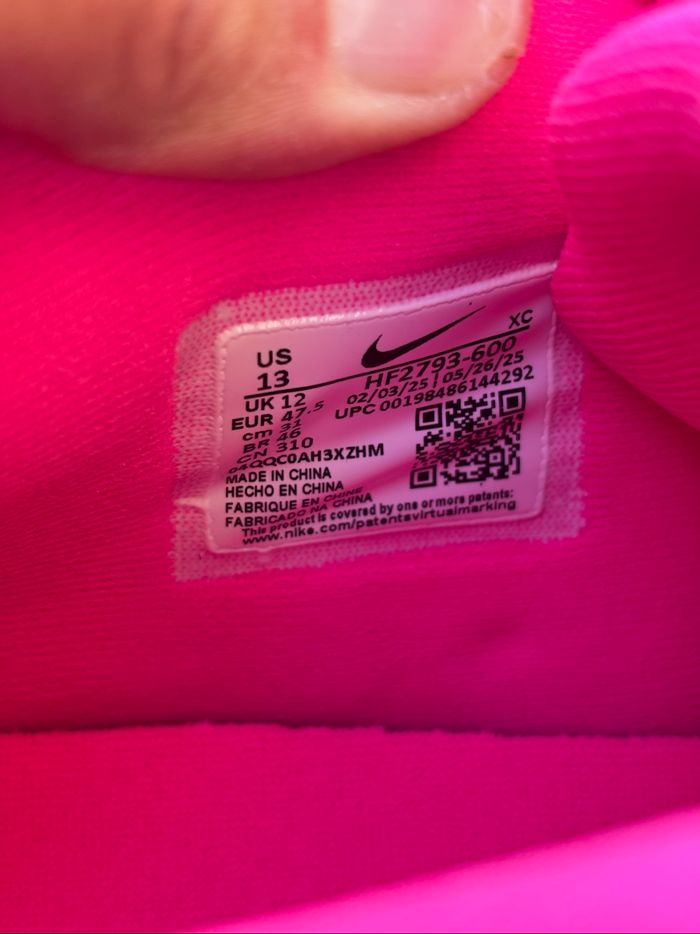 XC
US
13
HF2793-600
UK 12
02/03/25 | 05/26/25
EUR 47.5
UPC 00198486144292
cm 31
BR 46
CN 310
o4QQC0AH3XZHM
MADE IN CHINA
HECHO EN CHINA
FABRIQUE EN CHINE
FABRICADO NA CHINA
This product is covered by one or more patents:
www.nike.com/patentsvirtualmarking